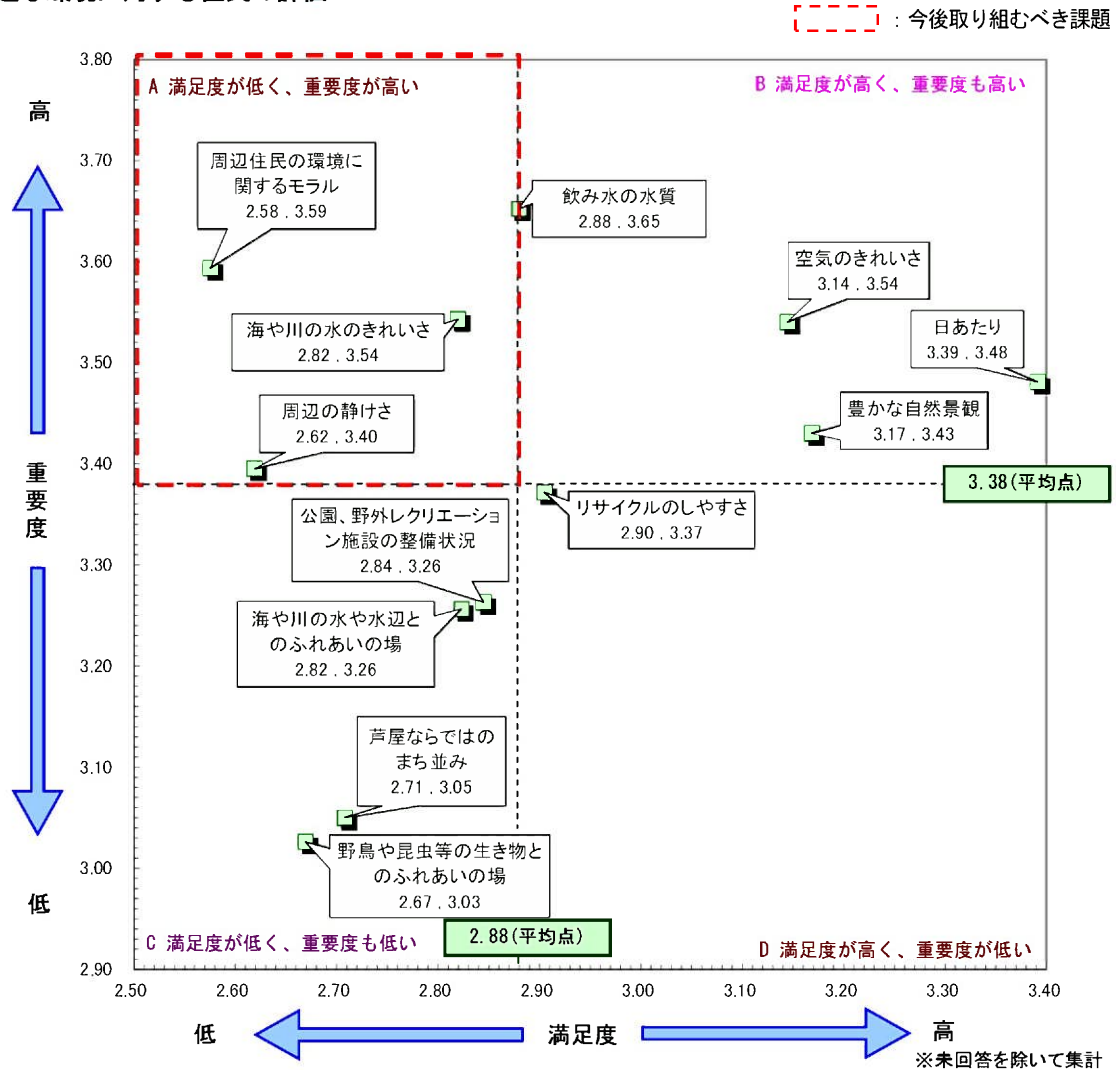 ：今後取り組むべき課題
3.80
A 満足度が低く、重要度が高い
B 満足度が高く、重要度も高い
高
3.70
周辺住民の環境に
関するモラル
2.58 , 3.59
飲み水の水質
2.88 , 3.65
3.60
空気のきれいさ
3.14 , 3.54
海や川の水のきれいさ
2.82 , 3.54
日あたり
3.39 , 3.48
3.50
周辺の静けさ
2.62 , 3.40
豊かな自然景観
3.17 , 3.43
3.40
重要度
3.38(平均点)
リサイクルのしやすさ
2.90 , 3.37
公園、野外レクリエーショ
ン施設の整備状況
2.84 , 3.26
3.30
海や川の水や水辺と
のふれあいの場
2.82 , 3.26
3.20
芦屋ならではの
まち並み
2.71 , 3.05
3.10
3.00
野鳥や昆虫等の生き物と
のふれあいの場
2.67 , 3.03
低
2.88(平均点)
C 満足度が低く、重要度も低い
D 満足度が高く、重要度が低い
2.90
2.50 2.60 2.70 2.80 2.90 3.00 3.10 3.20 3.30 3.40
低 満足度 高
※未回答を除いて集計